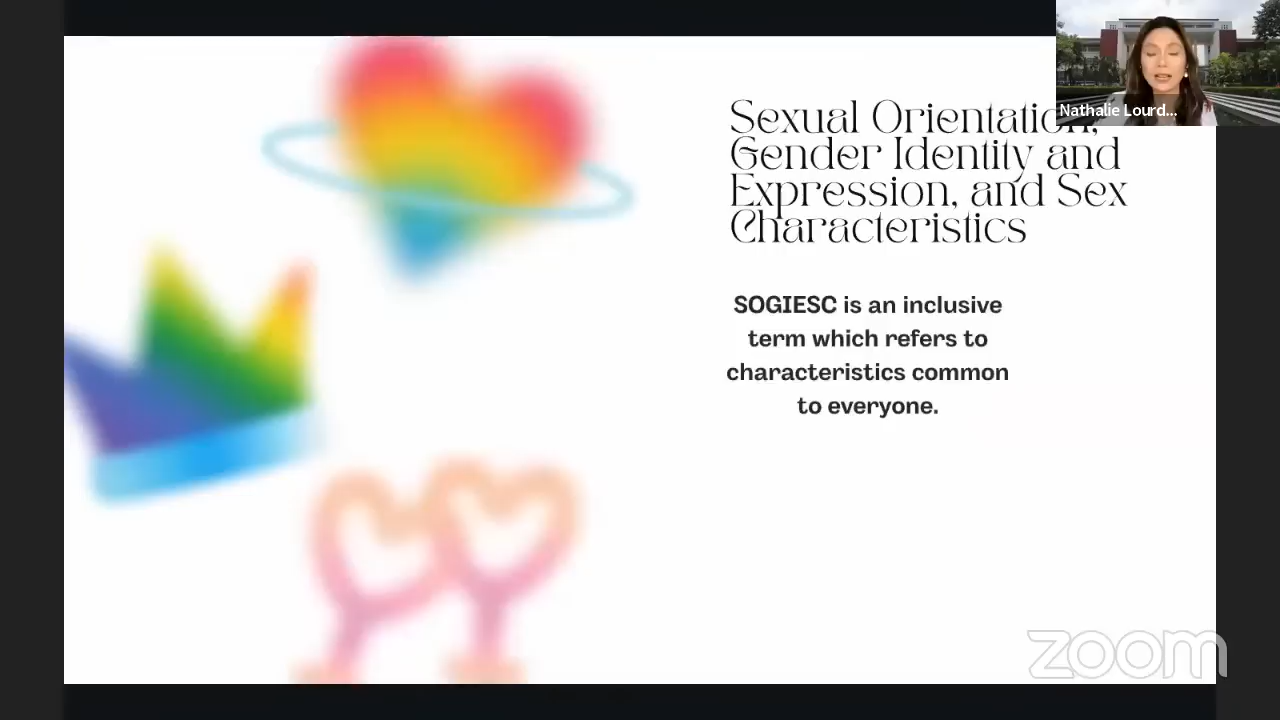 Sexual Orientation,
Gender Identity and
Expression, and Sex
Characteristics
SOGIESC is an inclusive
term which refers to
characteristics common
to everyone.
Nathalie Lourd...
zoom